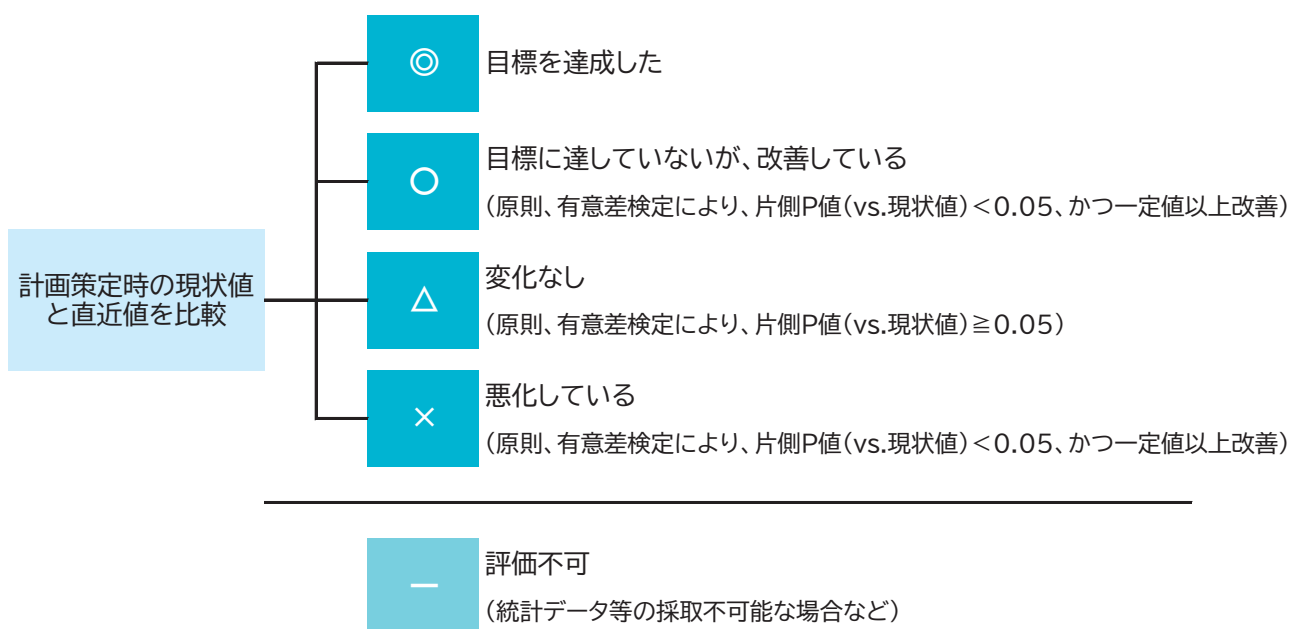 ◎
目標を達成した
○
目標に達していないが、改善している
(原則、有意差検定により、片側P値(vs.現状値)<0.05、かつ一定値以上改善)
計画策定時の現状値
と直近値を比較
△
変化なし
(原則、有意差検定により、片側P値(vs.現状値)≧0.05)
×
悪化している
(原則、有意差検定により、片側P値(vs.現状値)<0.05、かつ一定値以上改善)
―
評価不可
(統計データ等の採取不可能な場合など)